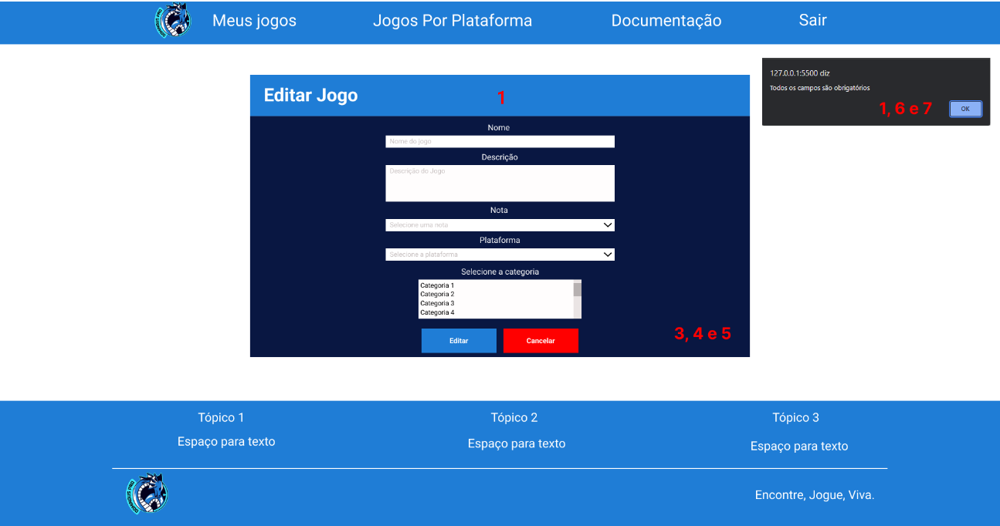 Meus jogos Jogos Por Plataforma Documentação Sair
127.0.0.1:5500 diz
Todos os campos são obrigatórios
1, 6 e 7 OK
Editar Jogo 1
Nome
Nome do jogo
Descrição
Descrição do Jogo
Nota
Selecione uma nota
Plataforma
Selecione a plataforma
Selecione a categoria
Categoria 1
Categoria 2
Categoria 3
Categoria 4
3, 4 e 5
Editar Cancelar
Tópico 1 Tópico 2 Tópico 3
Espaço para texto Espaço para texto Espaço para texto
Encontre, Jogue, Viva.